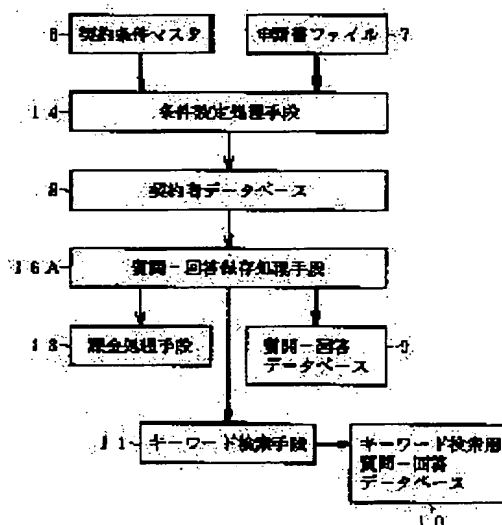 6 契約条件マスタ 申請書ファイル 7
14 条件設定処理手段
8 契約者データベース
16A 質問−回答保存処理手段
18 課金処理手段 質問−回答 9
データベース
11 キーワード検索手段 キーワード検索用
質問−回答
データベース
10